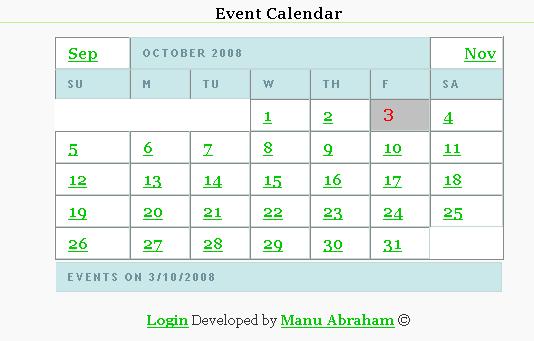 Event Calendar
Sep OCTOBER 2008 Nov
SU M TU W TH F SA
1 2 3 4
5 6 7 8 9 10 11
12 13 14 15 16 17 18
19 20 21 22 23 24 25
26 27 28 29 30 31
EVENTS ON 3/10/2008
Login Developed by Manu Abraham ©